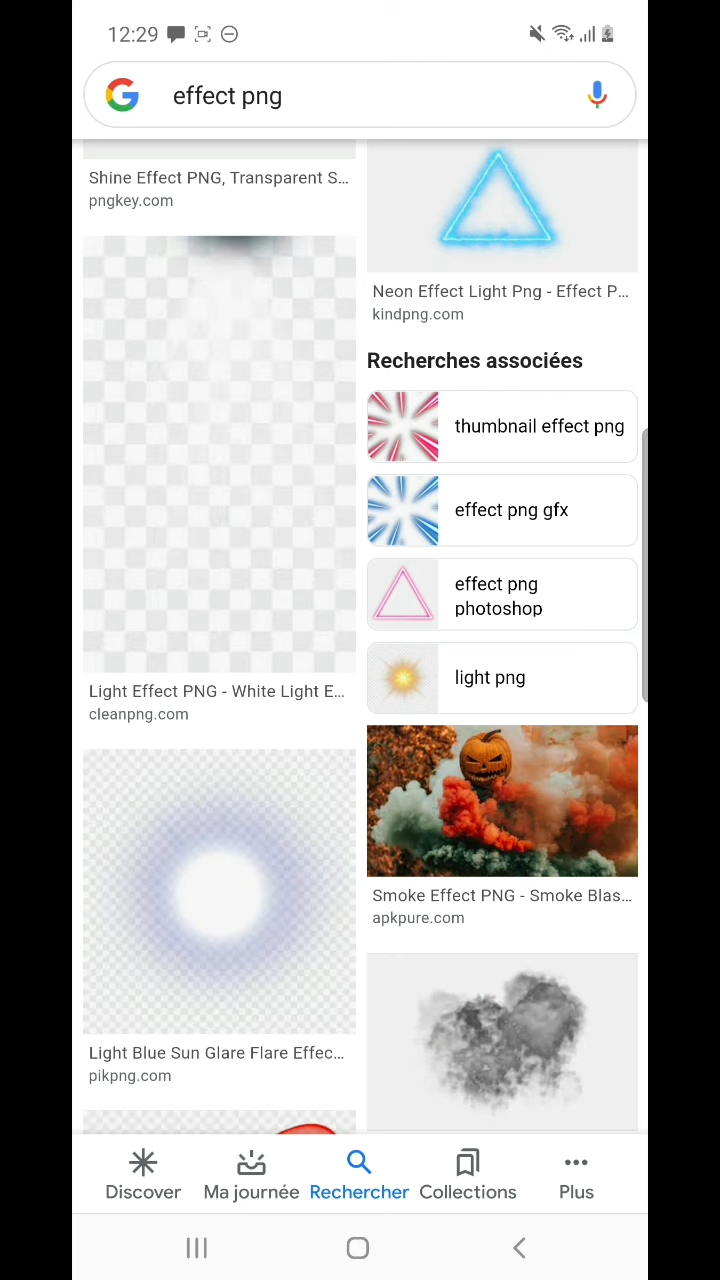 12:29
effect png
Shine Effect PNG, Transparent S...
pngkey.com
Light Effect PNG - White Light E...
cleanpng.com
Light Blue Sun Glare Flare Effec...
pikpng.com
Neon Effect Light Png - Effect P...
kindpng.com
Recherches associées
thumbnail effect png
effect png gfx
effect png
photoshop
light png
Smoke Effect PNG - Smoke Blas...
apkpure.com
Discover
Ma journée
Rechercher
Collections
Plus